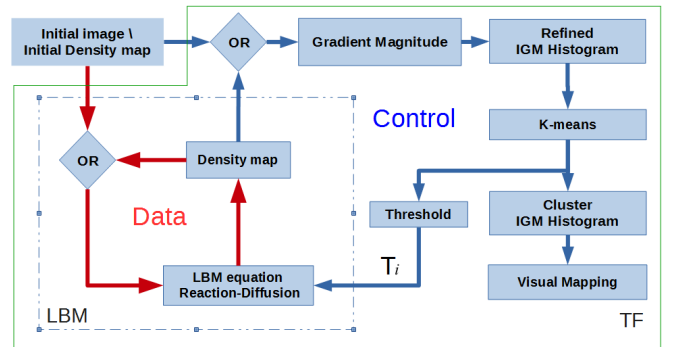 Initial image \
Initial Density map
OR
Gradient Magnitude
Refined
IGM Histogram
Control
K-means
OR
Density map
Data
Threshold
Cluster
IGM Histogram
LBM equation
Reaction-Diffusion
Ti
Visual Mapping
LBM
TF